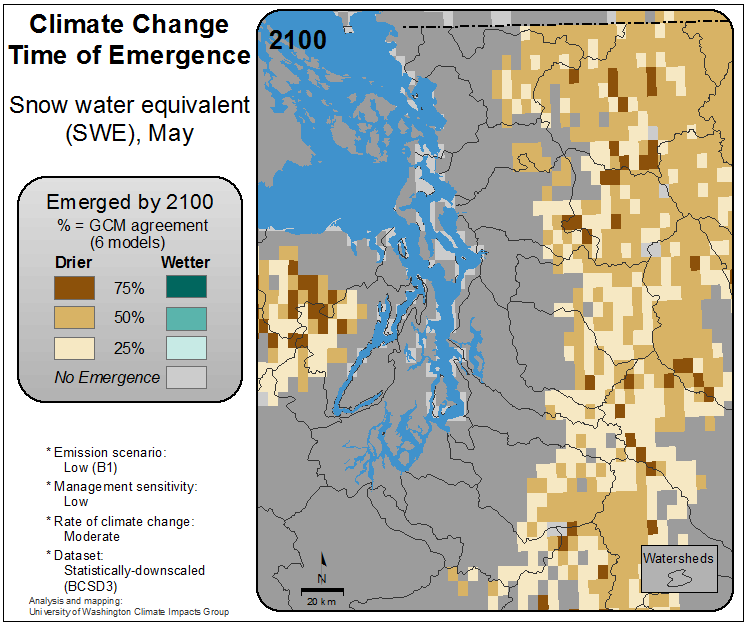 Climate Change
Time of Emergence
Snow water equivalent
(SWE), May
Emerged by 2100
% = GCM agreement
(6 models)
Drier Wetter
75%
50%
25%
No Emergence
* Emission scenario:
Low (B1)
* Management sensitivity:
Low
* Rate of climate change:
Moderate
* Dataset:
Statistically-downscaled
(BCSD3)
Analysis and mapping:
University of Washington Climate Impacts Group
2100
N
20 km
Watersheds